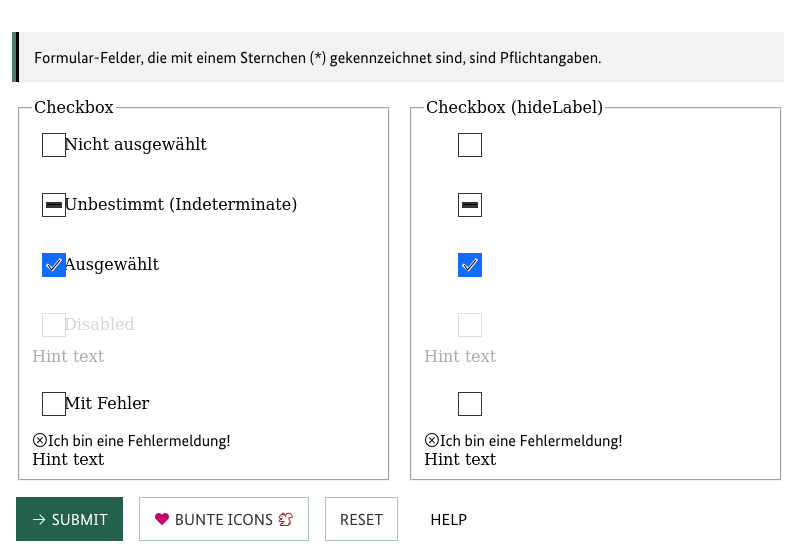 Formular-Felder, die mit einem Sternchen (*) gekennzeichnet sind, sind Pflichtangaben.
Checkbox
Nicht ausgewählt
Unbestimmt (Indeterminate)
Ausgewählt
Disabled
Hint text
Mit Fehler
Ich bin eine Fehlermeldung!
Hint text
Checkbox (hideLabel)
Hint text
Ich bin eine Fehlermeldung!
Hint text
SUBMIT
BUNTE ICONS
RESET
HELP